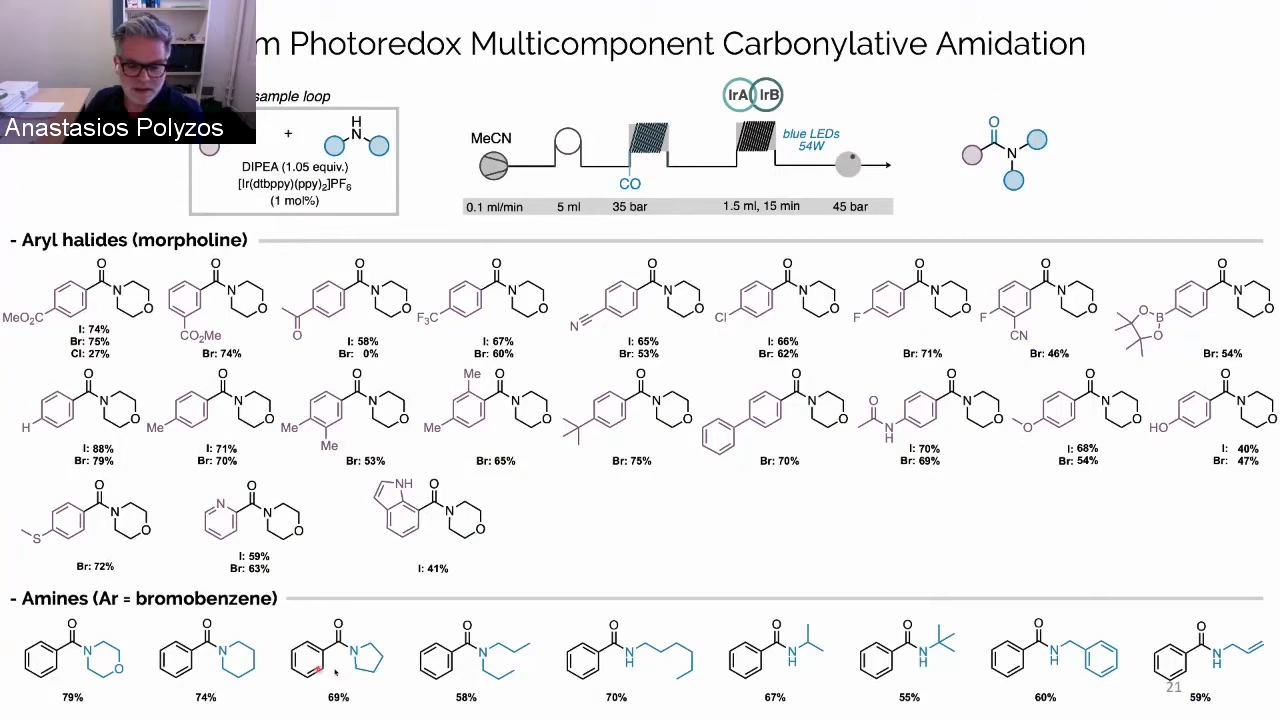 m Photoredox Multicomponent Carbonylative Amidation
Anastasios Polyzos
sample loop
+
H
N
DIPEA (1.05 equiv.)
[Ir(dtbppy)(ppy)2]PF6
(1 mol%)
MeCN
CO
IrA IrB
blue LEDs
54W
0.1 ml/min 5 ml 35 bar 1.5 ml, 15 min 45 bar
O
N
- Aryl halides (morpholine)
O O O O O O O O O
N N N N N N N N N
O O O O O O O O O
MeO2C CO2Me O F3C N Cl F F CN B O O
I: 74% I: 58% I: 67% I: 65% I: 66%
Br: 75% Br: 74% Br: 0% Br: 60% Br: 53% Br: 62% Br: 71% Br: 46% Br: 54%
Cl: 27%
O O O Me O O O O O O
N N N N N N N N N
O O O O O O O O O
H Me Me Me Me O N H O HO
I: 88% I: 71% I: 70% I: 68% I: 40%
Br: 79% Br: 70% Br: 53% Br: 65% Br: 75% Br: 70% Br: 69% Br: 54% Br: 47%
O O NH O
N N N N
O O O
S
Br: 72% I: 59% I: 41%
Br: 63%
- Amines (Ar = bromobenzene)
O O O O O O O O O
N N N N N H N H N H N H N H
O
21
79% 74% 69% 58% 70% 67% 55% 60% 59%